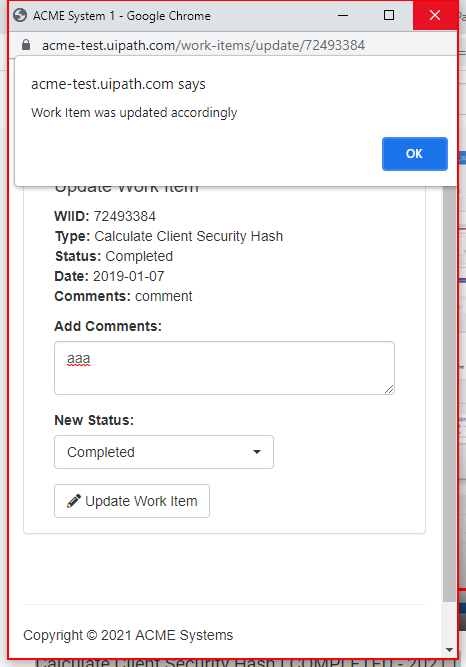 ACME System 1 - Google Chrome
acme-test.uipath.com/work-items/update/72493384
acme-test.uipath.com says
Work Item was updated accordingly
OK
Update Work Item
WIID: 72493384
Type: Calculate Client Security Hash
Status: Completed
Date: 2019-01-07
Comments: comment
Add Comments:
aaa
New Status:
Completed
Update Work Item
Copyright © 2021 ACME Systems
Calculate Client Security Hash | COMPLETED - 2021